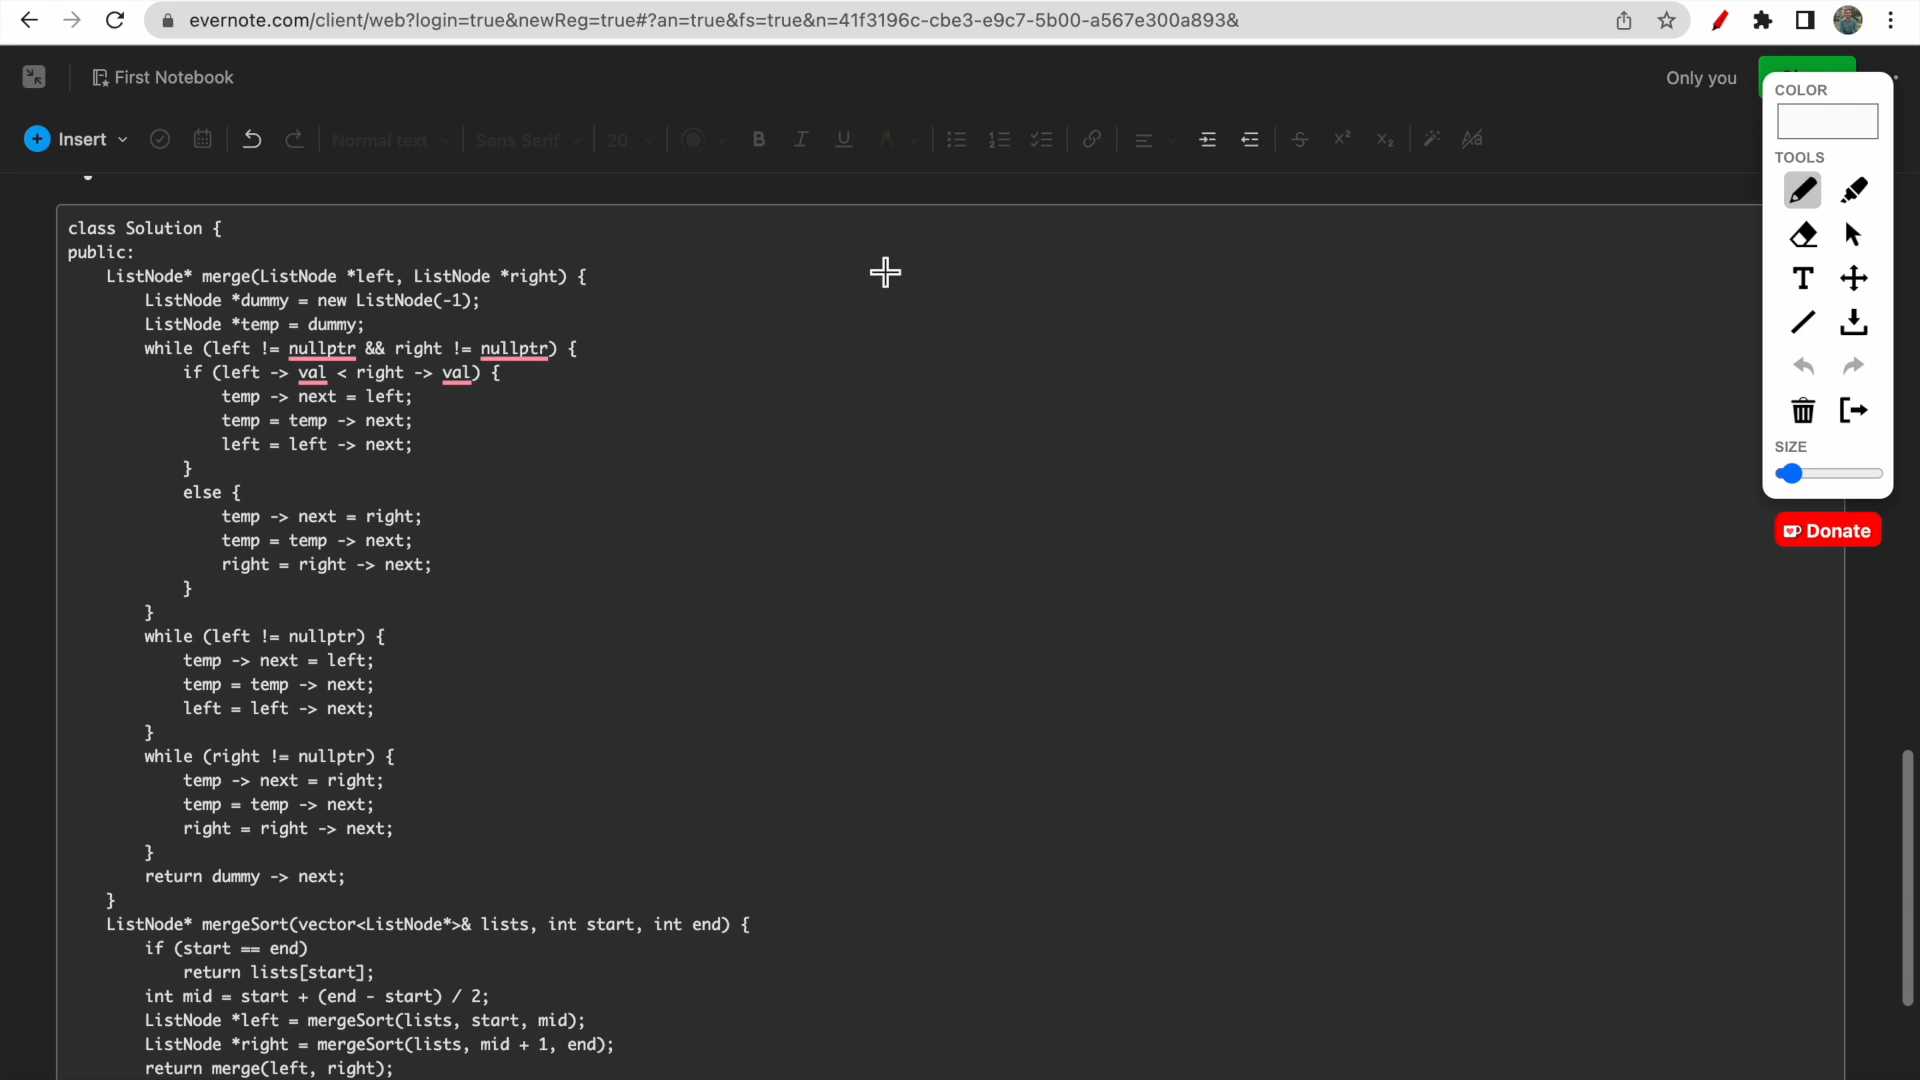 evernote.com/client/web?login=true&newReg=true#?an=true&fs=true&n=41f3196c-cbe3-e9c7-5b00-a567e300a893&
First Notebook
Only you
Insert
Normal text
Sans Serif
20
COLOR
TOOLS
SIZE
Donate
class Solution {
public:
    ListNode* merge(ListNode *left, ListNode *right) {
        ListNode *dummy = new ListNode(-1);
        ListNode *temp = dummy;
        while (left != nullptr && right != nullptr) {
            if (left -> val < right -> val) {
                temp -> next = left;
                temp = temp -> next;
                left = left -> next;
            }
            else {
                temp -> next = right;
                temp = temp -> next;
                right = right -> next;
            }
        }
        while (left != nullptr) {
            temp -> next = left;
            temp = temp -> next;
            left = left -> next;
        }
        while (right != nullptr) {
            temp -> next = right;
            temp = temp -> next;
            right = right -> next;
        }
        return dummy -> next;
    }
    ListNode* mergeSort(vector<ListNode*>& lists, int start, int end) {
        if (start == end)
            return lists[start];
        int mid = start + (end - start) / 2;
        ListNode *left = mergeSort(lists, start, mid);
        ListNode *right = mergeSort(lists, mid + 1, end);
        return merge(left, right);